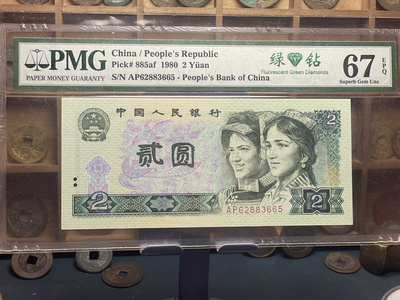 PMG
PAPER MONEY GUARANTY
China / People's Republic
Pick# 885af 1980 2 Yüan
S/N AP62883665 - People's Bank of China
绿钻
Fluorescent Green Diamonds
67 EPQ
Superb Gem Unc
中国人民银行
2
贰圆
2
2
AP62883665